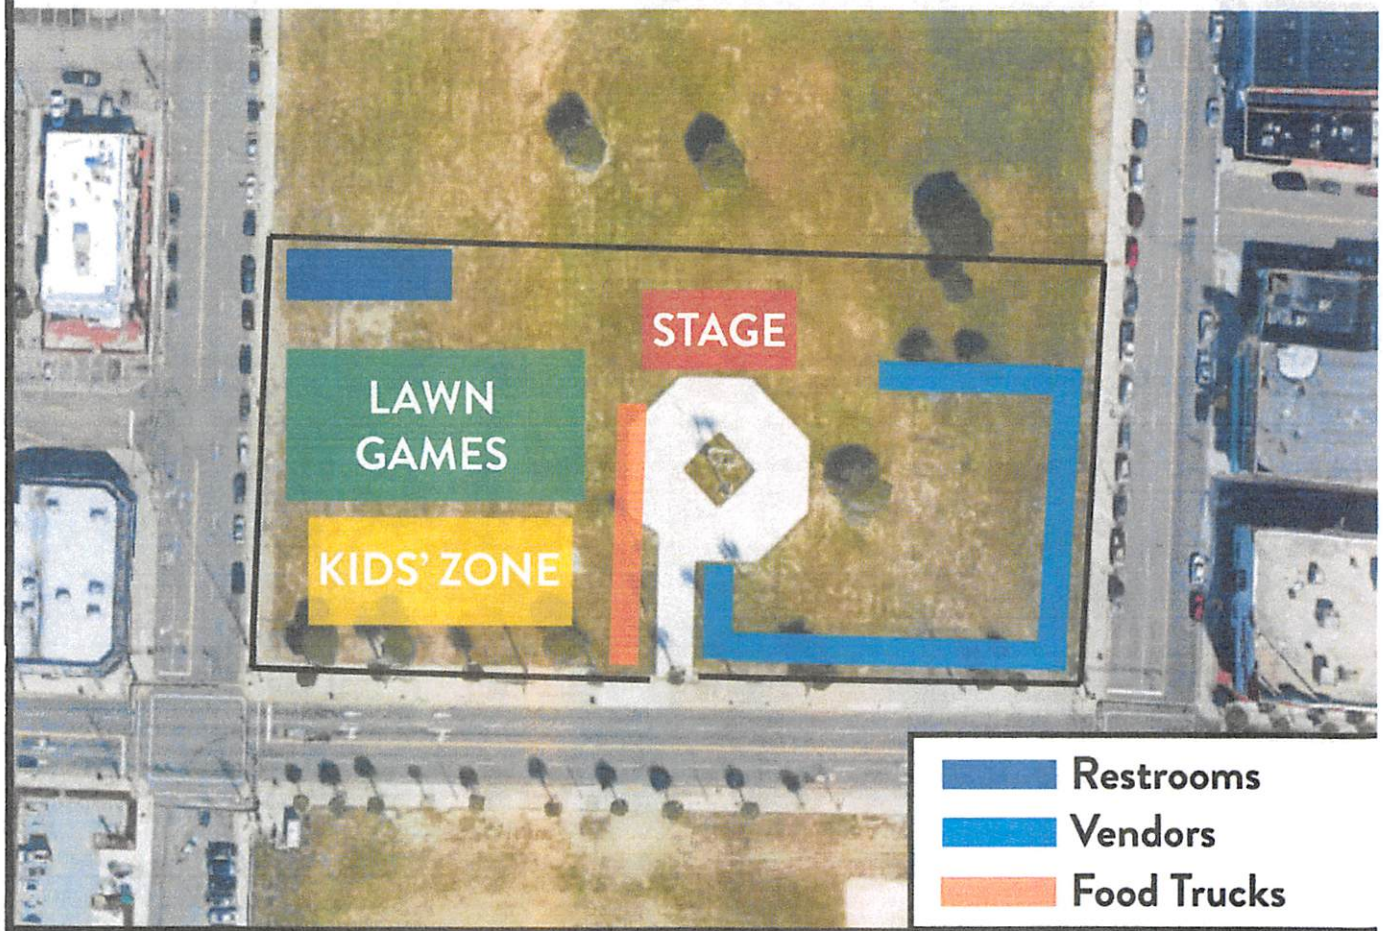 STAGE
LAWN
GAMES
KIDS' ZONE
Restrooms
Vendors
Food Trucks